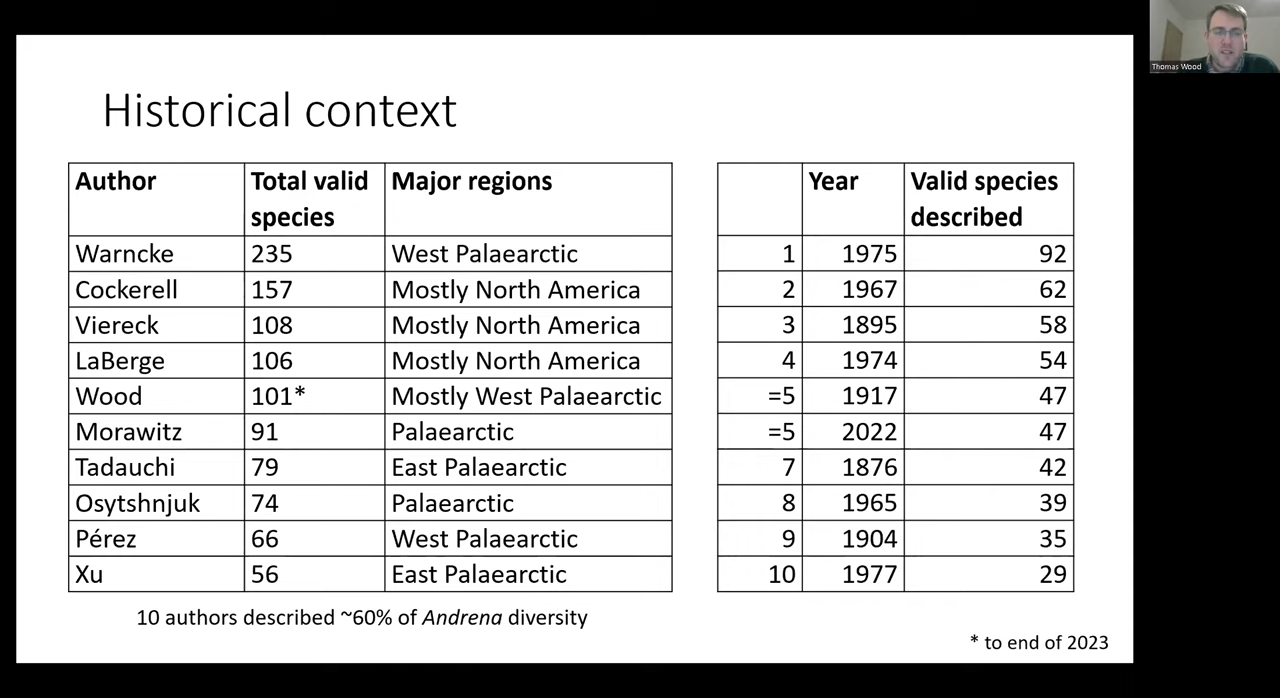 Thomas Wood
Historical context
Author Total valid species Major regions
Warncke 235 West Palaearctic
Cockerell 157 Mostly North America
Viereck 108 Mostly North America
LaBerge 106 Mostly North America
Wood 101* Mostly West Palaearctic
Morawitz 91 Palaearctic
Tadauchi 79 East Palaearctic
Osytshnjuk 74 Palaearctic
Pérez 66 West Palaearctic
Xu 56 East Palaearctic
10 authors described ~60% of Andrena diversity
Year Valid species described
1 1975 92
2 1967 62
3 1895 58
4 1974 54
=5 1917 47
=5 2022 47
7 1876 42
8 1965 39
9 1904 35
10 1977 29
* to end of 2023